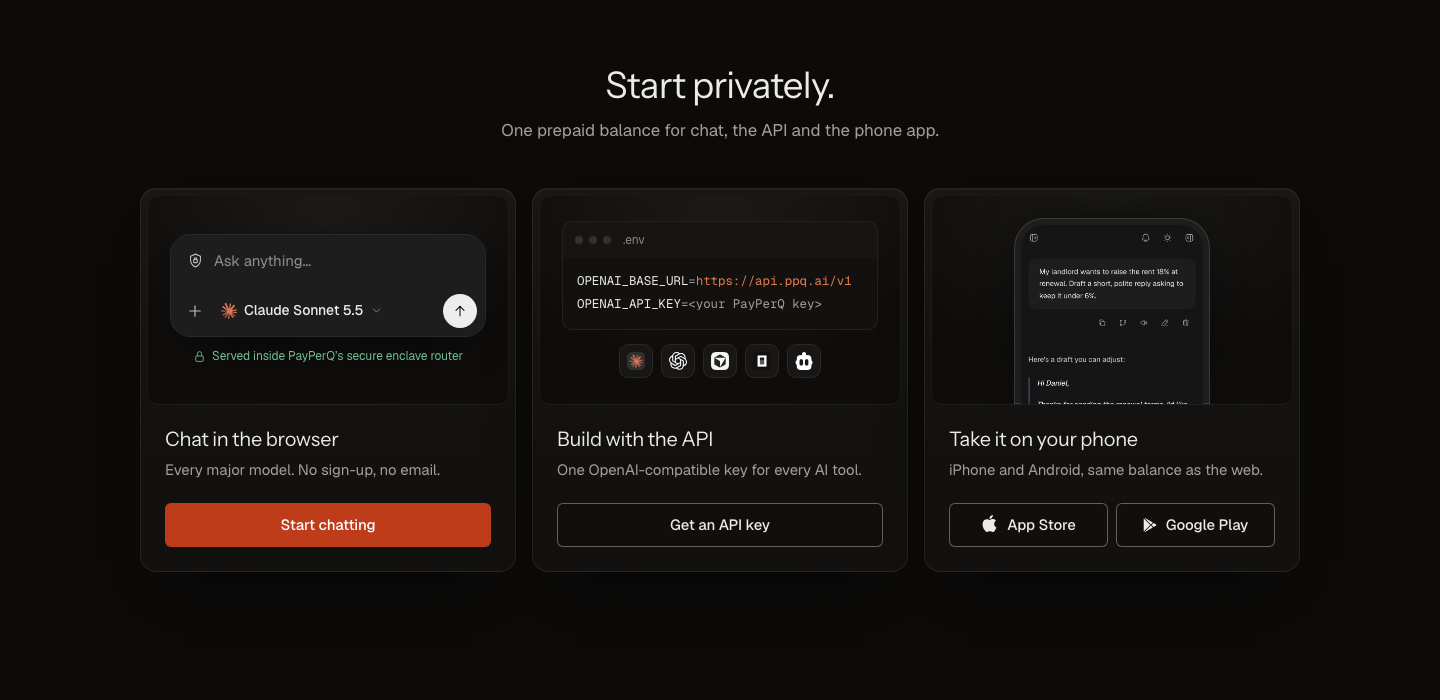 Start privately.
One prepaid balance for chat, the API and the phone app.
Ask anything...
Claude Sonnet 5.5
Served inside PayPerQ's secure enclave router
Chat in the browser
Every major model. No sign-up, no email.
Start chatting
.env
OPENAI_BASE_URL=https://api.ppq.ai/v1
OPENAI_API_KEY=<your PayPerQ key>
Build with the API
One OpenAI-compatible key for every AI tool.
Get an API key
My landlord wants to raise the rent 18% at
renewal. Draft a short, polite reply asking to
keep it under 6%.
Here's a draft you can adjust:
Hi Daniel,
Take it on your phone
iPhone and Android, same balance as the web.
App Store
Google Play